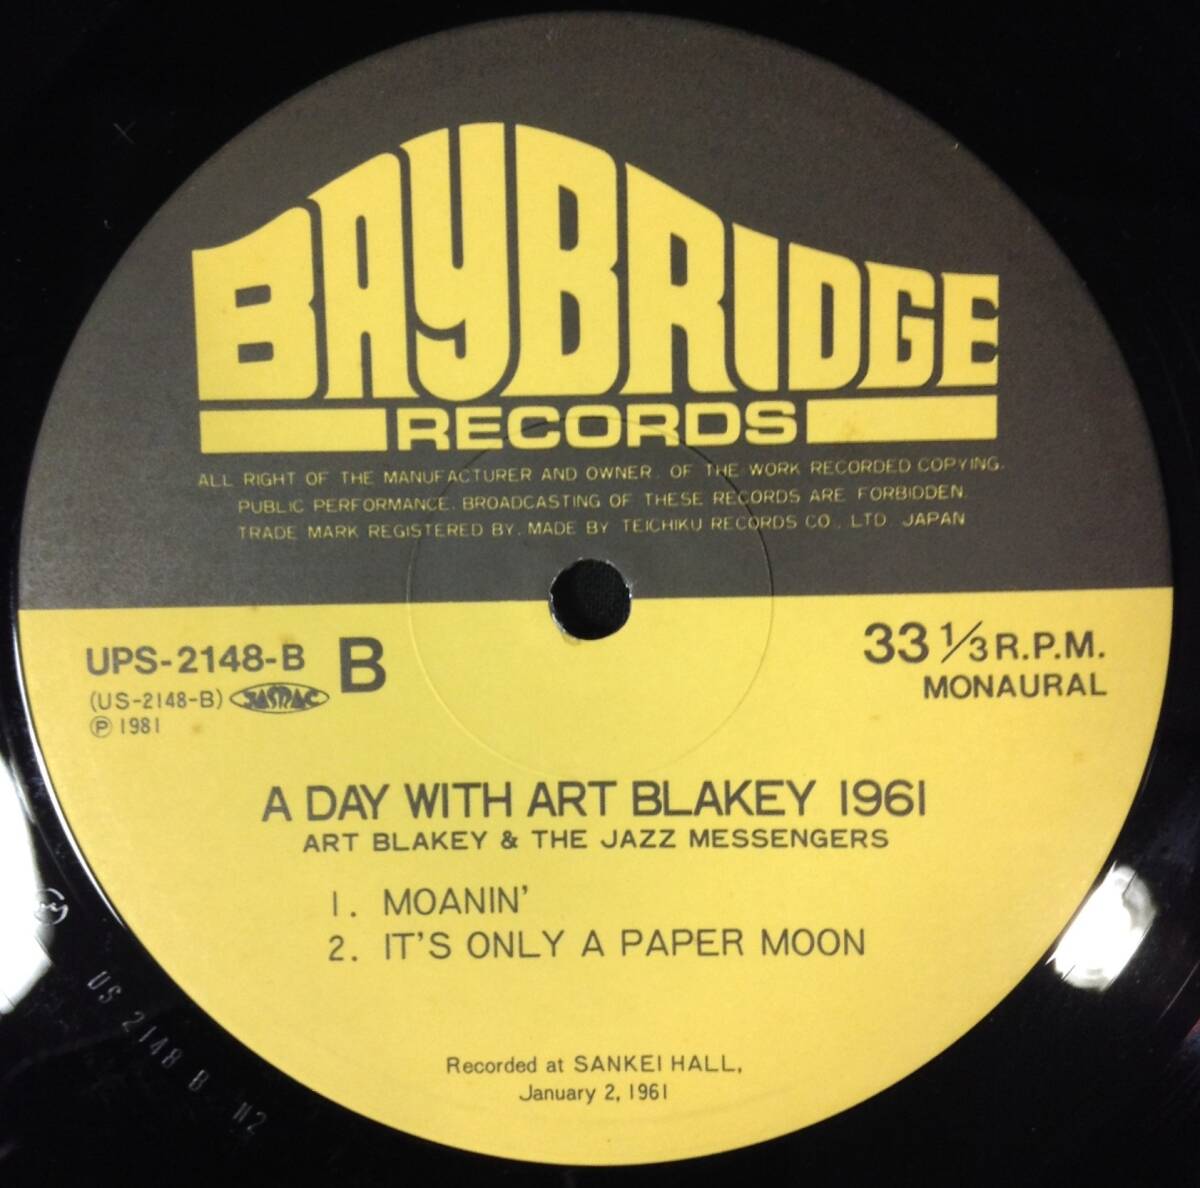 BAYBRIDGE
RECORDS
ALL RIGHT OF THE MANUFACTURER AND OWNER. OF THE WORK RECORDED COPYING.
PUBLIC PERFORMANCE. BROADCASTING OF THESE RECORDS ARE FORBIDDEN.
TRADE MARK REGISTERED BY. MADE BY TEICHIKU RECORDS CO., LTD JAPAN
UPS-2148-B B 33 1/3 R.P.M.
(US-2148-B) JASRAC MONAURAL
Ⓟ 1981
A DAY WITH ART BLAKEY 1961
ART BLAKEY & THE JAZZ MESSENGERS
1. MOANIN'
2. IT'S ONLY A PAPER MOON
Recorded at SANKEI HALL,
January 2, 1961
US 2148 B